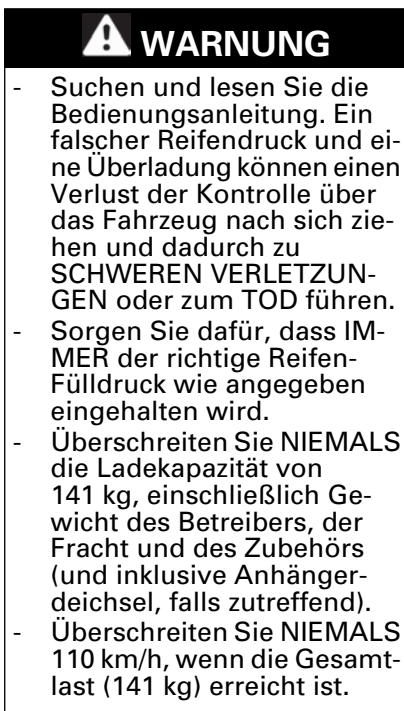 WARNUNG
- Suchen und lesen Sie die
Bedienungsanleitung. Ein
falscher Reifendruck und ei-
ne Überladung können einen
Verlust der Kontrolle über
das Fahrzeug nach sich zie-
hen und dadurch zu
SCHWEREN VERLETZUN-
GEN oder zum TOD führen.
- Sorgen Sie dafür, dass IM-
MER der richtige Reifen-
Fülldruck wie angegeben
eingehalten wird.
- Überschreiten Sie NIEMALS
die Ladekapazität von
141 kg, einschließlich Ge-
wicht des Betreibers, der
Fracht und des Zubehörs
(und inklusive Anhänger-
deichsel, falls zutreffend).
- Überschreiten Sie NIEMALS
110 km/h, wenn die Gesamt-
last (141 kg) erreicht ist.